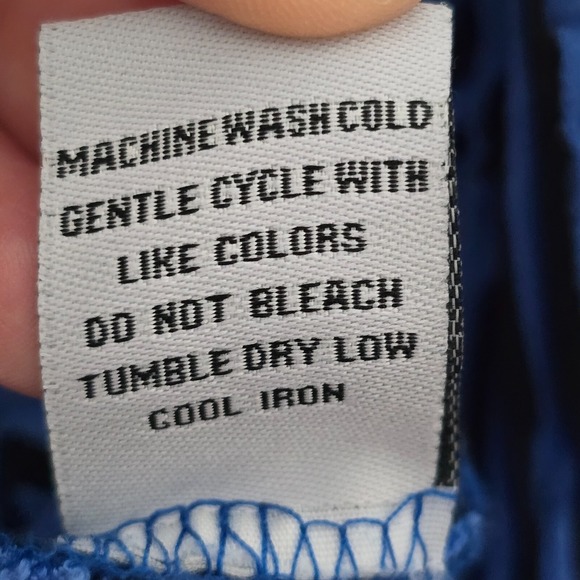 MACHINE WASH COLD
GENTLE CYCLE WITH
LIKE COLORS
DO NOT BLEACH
TUMBLE DRY LOW
COOL IRON